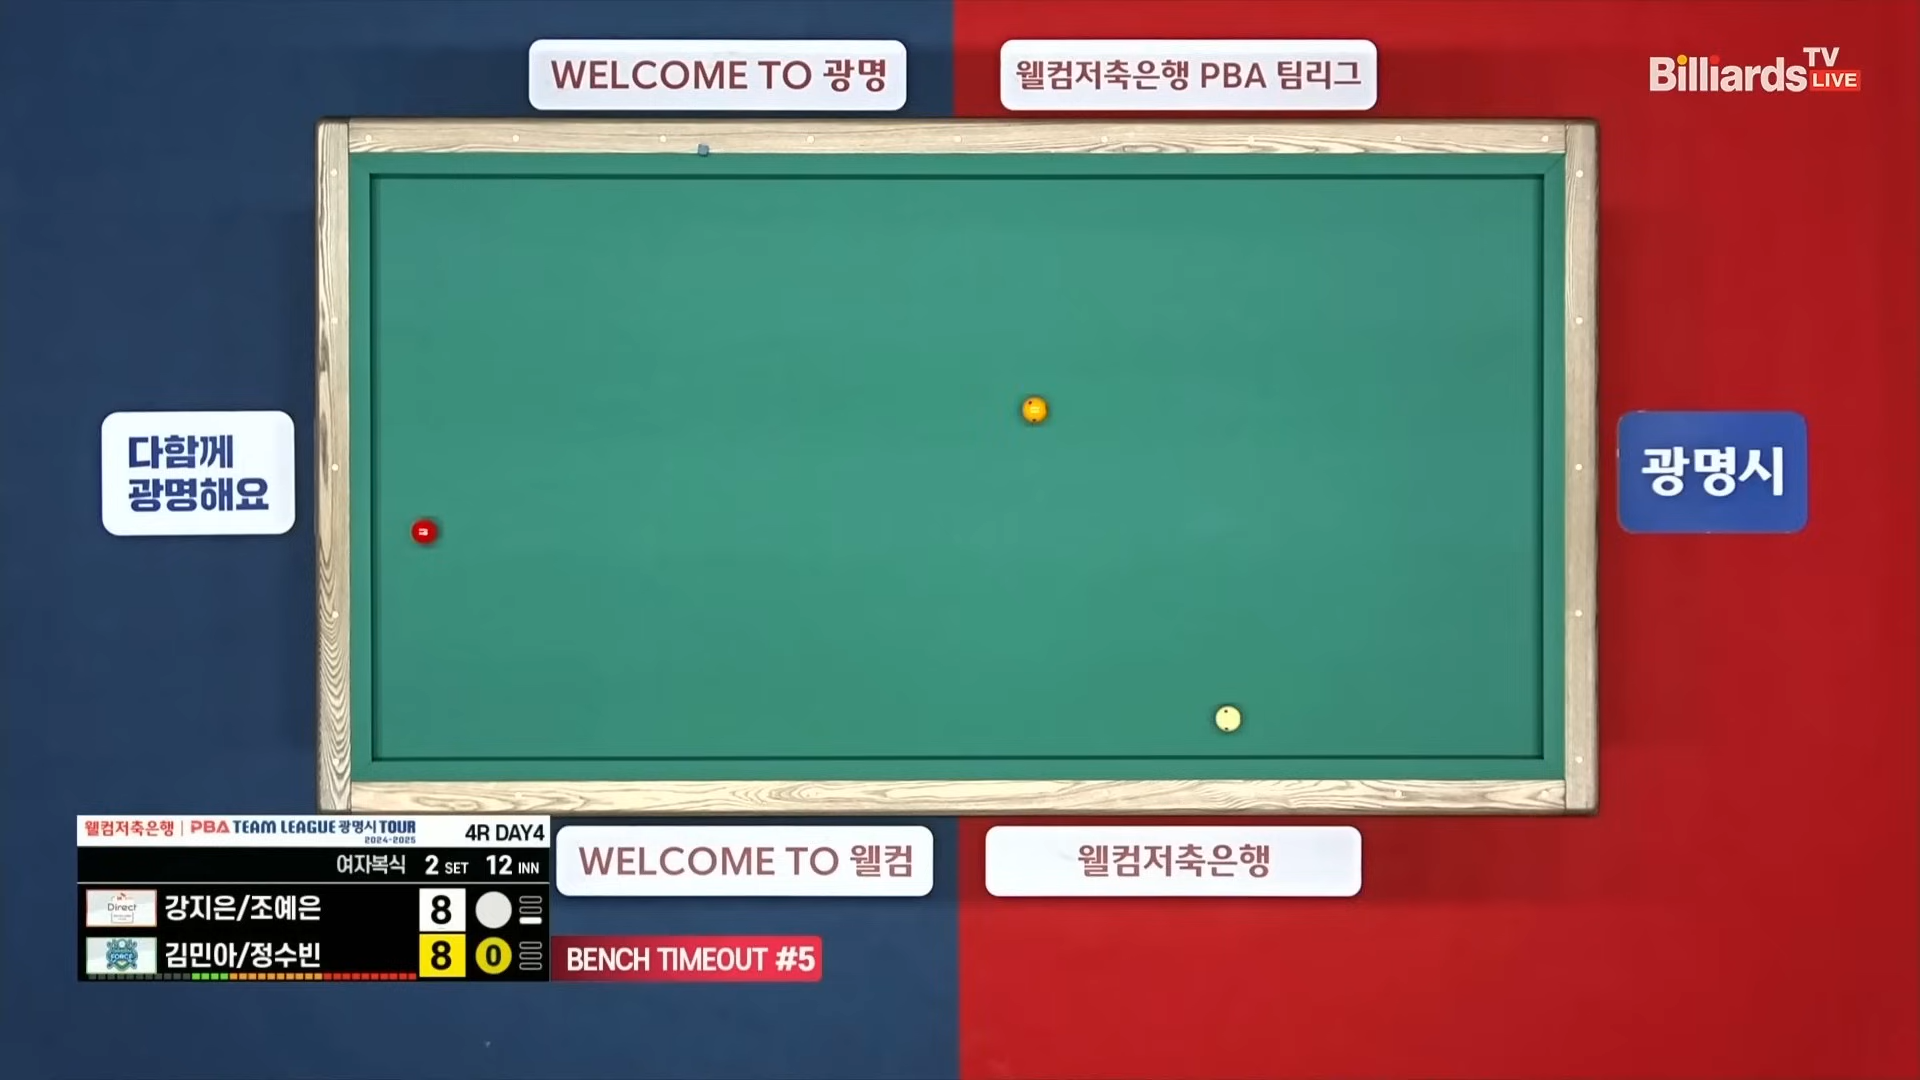 WELCOME TO 광명
웰컴저축은행 PBA 팀리그
Billiards TV
LIVE
다함께
광명해요
광명시
웰컴저축은행 | PBA TEAM LEAGUE 광명시 TOUR
2024-2025
4R DAY4
여자복식 2 SET 12 INN
Direct
강지은/조예은 8
FORCE
김민아/정수빈 8 0
BENCH TIMEOUT #5
WELCOME TO 웰컴
웰컴저축은행